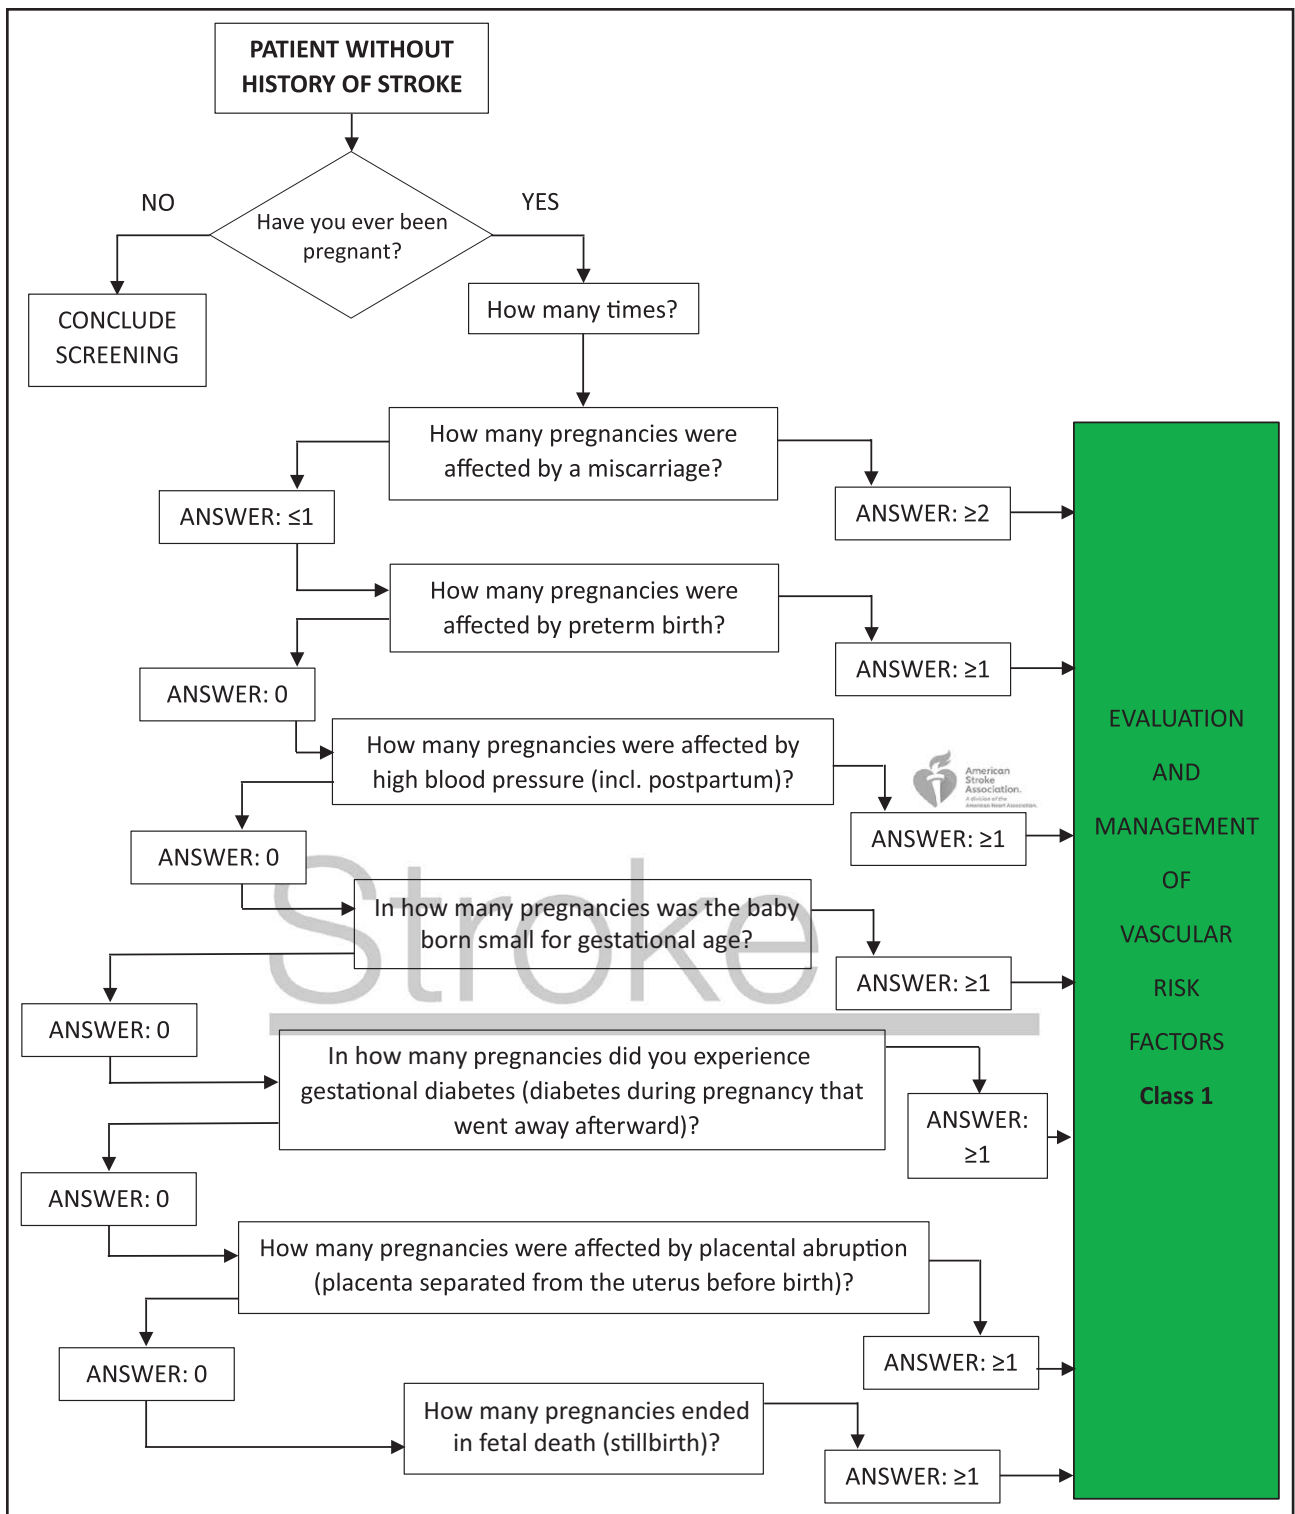 PATIENT WITHOUT
HISTORY OF STROKE
NO
YES
Have you ever been
pregnant?
CONCLUDE
SCREENING
How many times?
How many pregnancies were
affected by a miscarriage?
ANSWER: ≤1
ANSWER: ≥2
How many pregnancies were
affected by preterm birth?
ANSWER: 0
ANSWER: ≥1
How many pregnancies were affected by
high blood pressure (incl. postpartum)?
ANSWER: 0
ANSWER: ≥1
American
Stroke
Association.
A division of the
American Heart Association.
Stroke
In how many pregnancies was the baby
born small for gestational age?
ANSWER: 0
ANSWER: ≥1
In how many pregnancies did you experience
gestational diabetes (diabetes during pregnancy that
went away afterward)?
ANSWER: 0
ANSWER:
≥1
How many pregnancies were affected by placental abruption
(placenta separated from the uterus before birth)?
ANSWER: 0
ANSWER: ≥1
How many pregnancies ended
in fetal death (stillbirth)?
ANSWER: ≥1
EVALUATION
AND
MANAGEMENT
OF
VASCULAR
RISK
FACTORS
Class 1